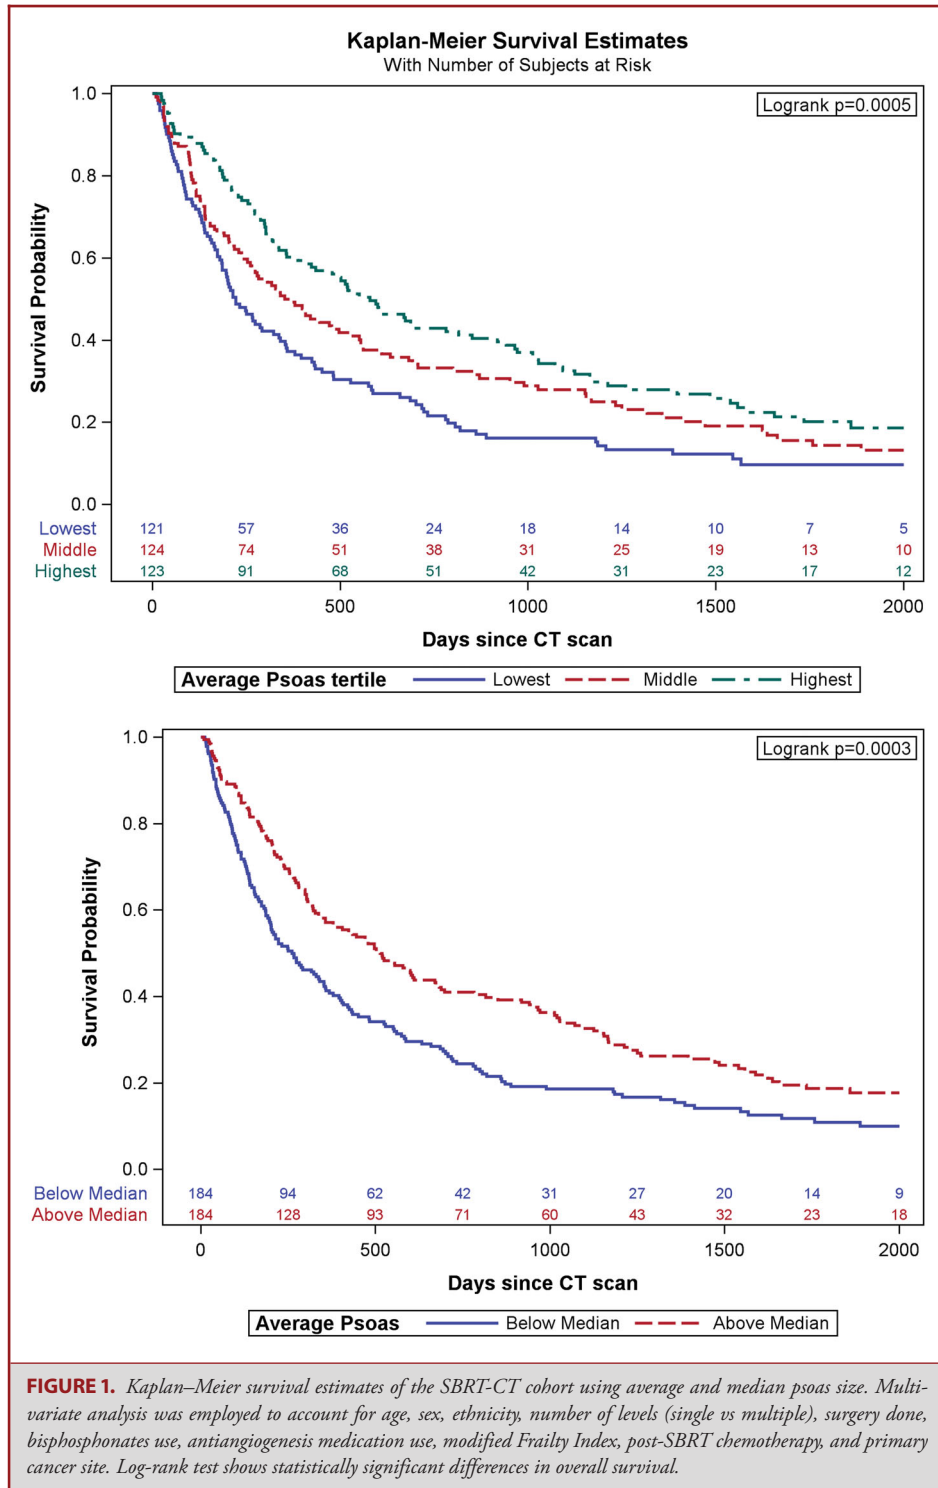 Kaplan-Meier Survival Estimates
With Number of Subjects at Risk
Logrank p=0.0005
Survival Probability
1.0
0.8
0.6
0.4
0.2
0.0
Lowest 121 57 36 24 18 14 10 7 5
Middle 124 74 51 38 31 25 19 13 10
Highest 123 91 68 51 42 31 23 17 12
0 500 1000 1500 2000
Days since CT scan
Average Psoas tertile Lowest Middle Highest
Logrank p=0.0003
Survival Probability
1.0
0.8
0.6
0.4
0.2
0.0
Below Median 184 94 62 42 31 27 20 14 9
Above Median 184 128 93 71 60 43 32 23 18
0 500 1000 1500 2000
Days since CT scan
Average Psoas Below Median Above Median
FIGURE 1. Kaplan–Meier survival estimates of the SBRT-CT cohort using average and median psoas size. Multi-
variate analysis was employed to account for age, sex, ethnicity, number of levels (single vs multiple), surgery done,
bisphosphonates use, antiangiogenesis medication use, modified Frailty Index, post-SBRT chemotherapy, and primary
cancer site. Log-rank test shows statistically significant differences in overall survival.